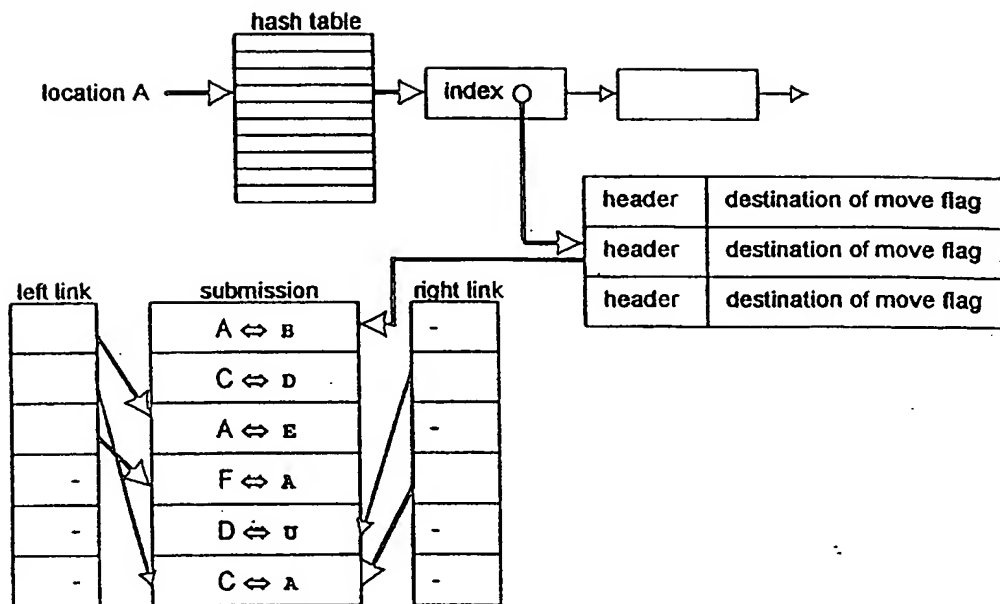 hash table
location A
index
header destination of move flag
header destination of move flag
header destination of move flag
left link submission right link
A ⇔ B -
C ⇔ D
A ⇔ E -
- F ⇔ A
- D ⇔ U -
- C ⇔ A -